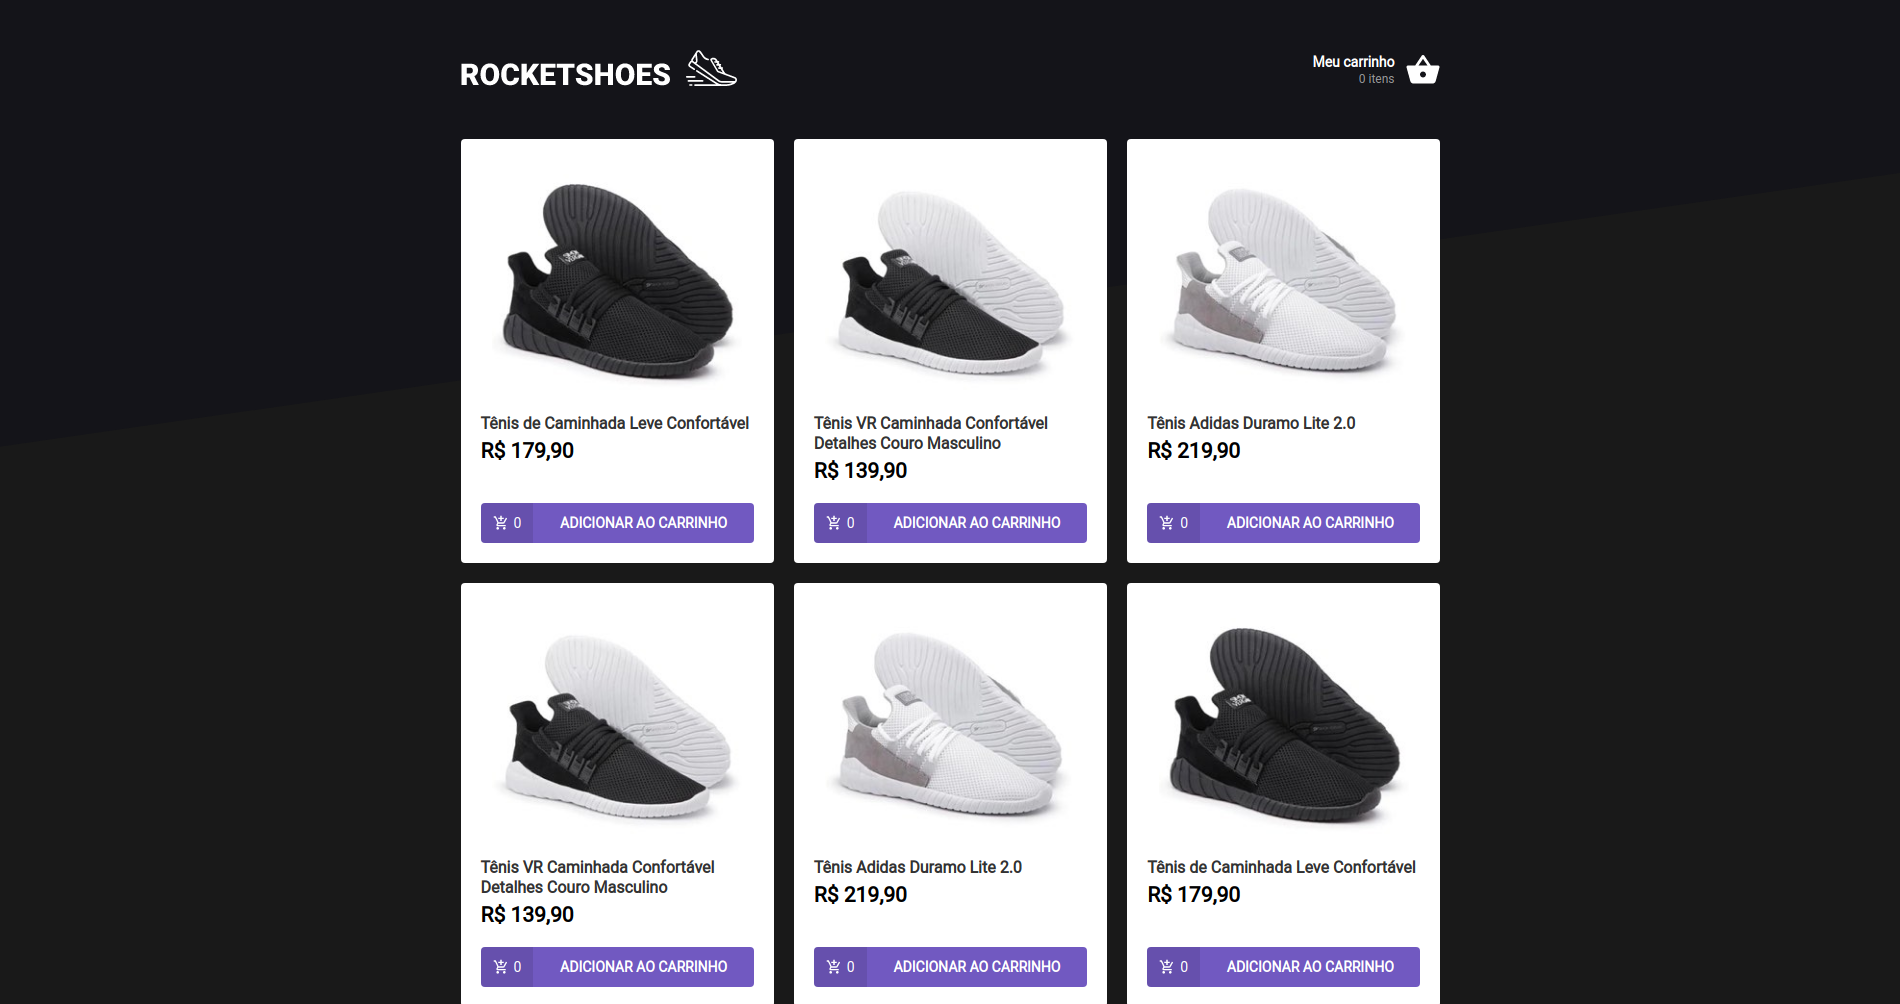 ROCKETSHOES
Meu carrinho
0 itens
Tênis de Caminhada Leve Confortável
R$ 179,90
0 ADICIONAR AO CARRINHO
Tênis VR Caminhada Confortável
Detalhes Couro Masculino
R$ 139,90
0 ADICIONAR AO CARRINHO
Tênis Adidas Duramo Lite 2.0
R$ 219,90
0 ADICIONAR AO CARRINHO
Tênis VR Caminhada Confortável
Detalhes Couro Masculino
R$ 139,90
0 ADICIONAR AO CARRINHO
Tênis Adidas Duramo Lite 2.0
R$ 219,90
0 ADICIONAR AO CARRINHO
Tênis de Caminhada Leve Confortável
R$ 179,90
0 ADICIONAR AO CARRINHO